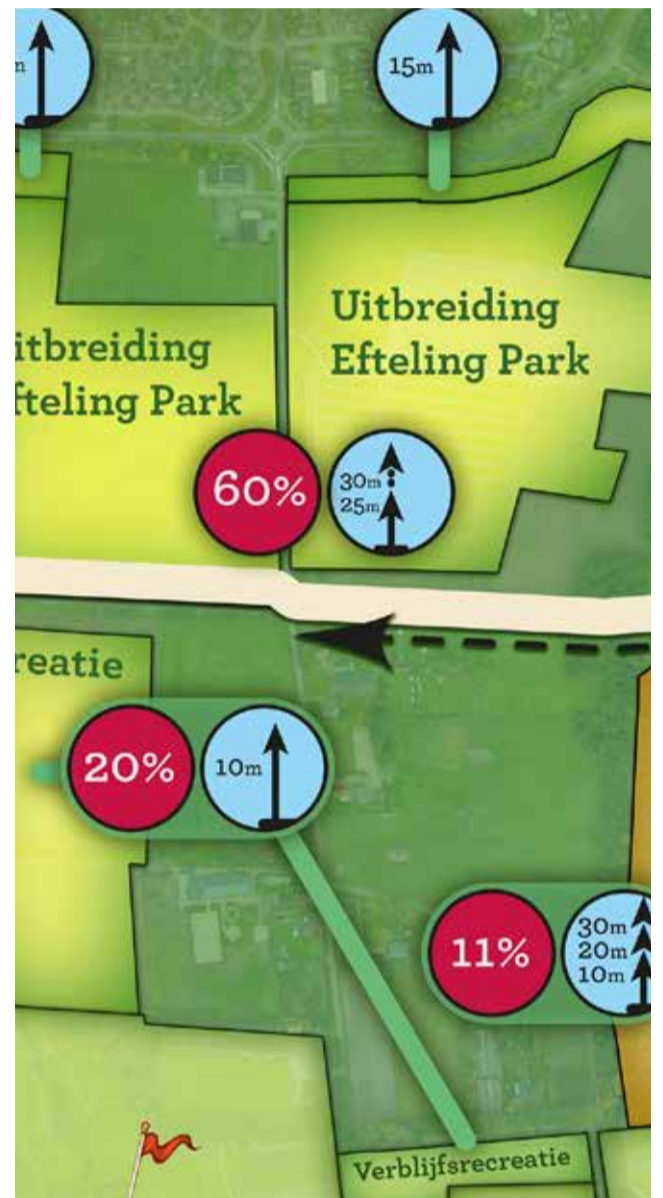 m
15m
Uitbreiding
Efteling Park
itbreiding
fteling Park
60%
30m
25m
reatie
20%
10m
11%
30m
20m
10m
Verblijfsrecreatie